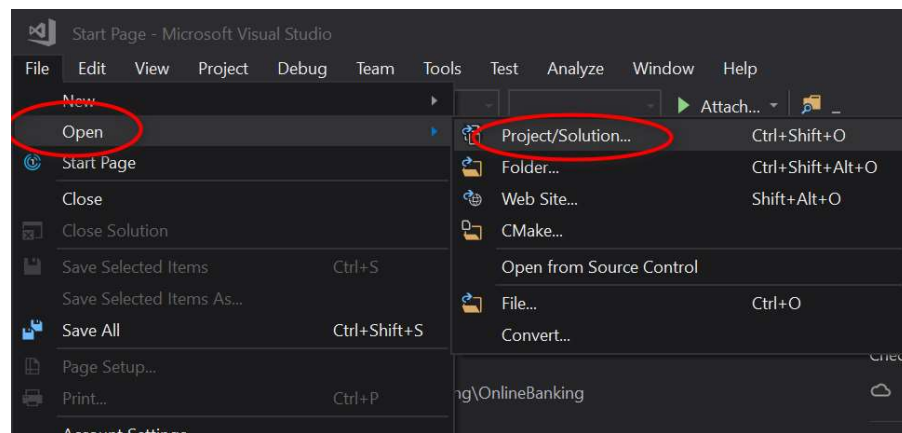 Start Page - Microsoft Visual Studio
File Edit View Project Debug Team Tools Test Analyze Window Help
Attach...
New
Open
Start Page
Close
Close Solution
Save Selected Items Ctrl+S
Save Selected Items As...
Save All Ctrl+Shift+S
Page Setup...
Print... Ctrl+P
Account Settings
Project/Solution... Ctrl+Shift+O
Folder... Ctrl+Shift+Alt+O
Web Site... Shift+Alt+O
CMake...
Open from Source Control
File... Ctrl+O
Convert...
ng\OnlineBanking